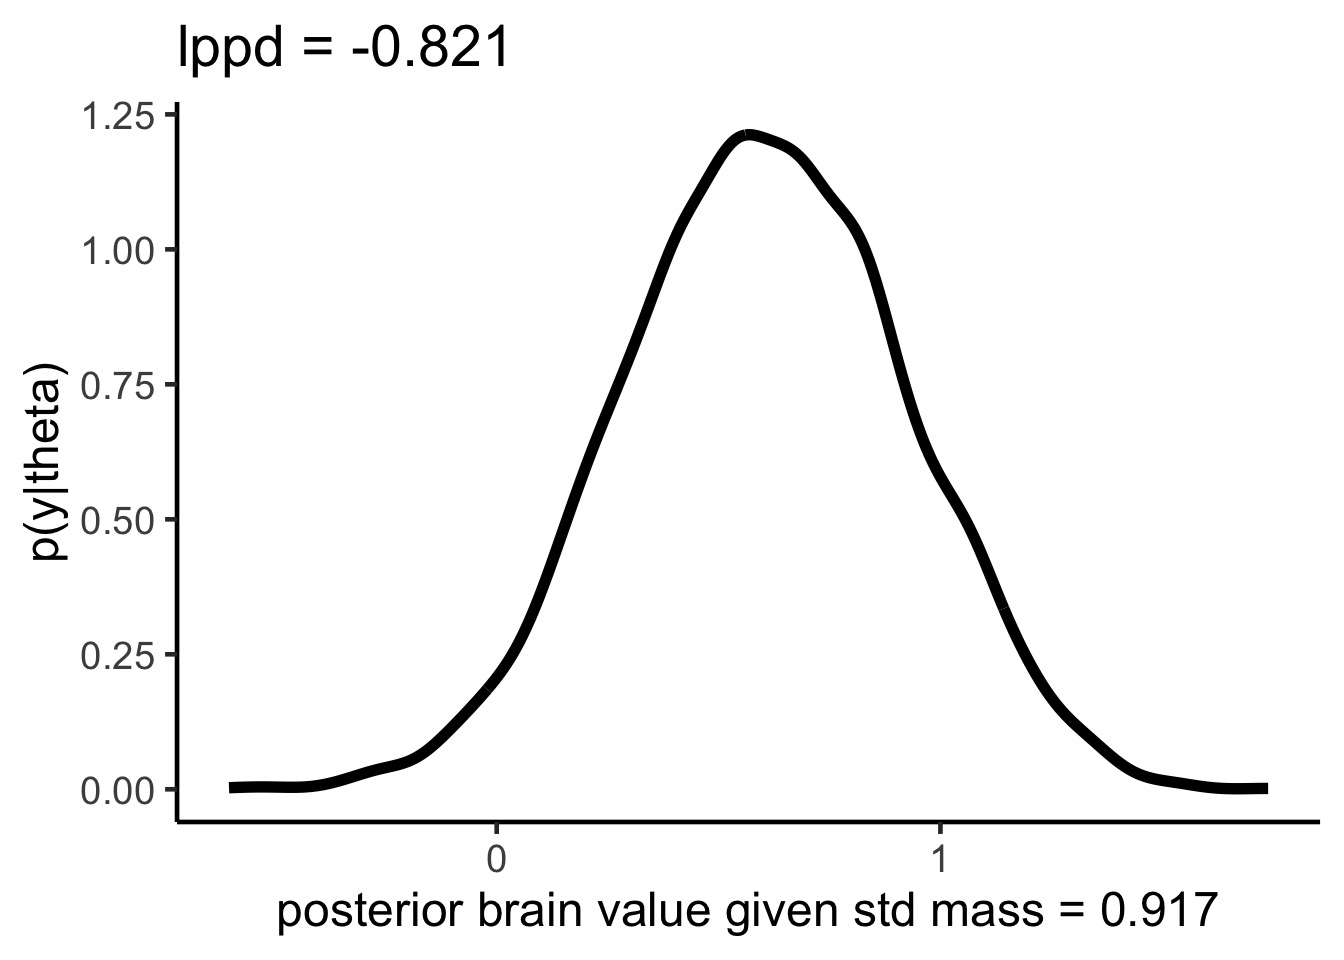 lppd = -0.821
1.25
1.00
0.75
0.50
0.25
0.00
p(y|theta)
0 1
posterior brain value given std mass = 0.917